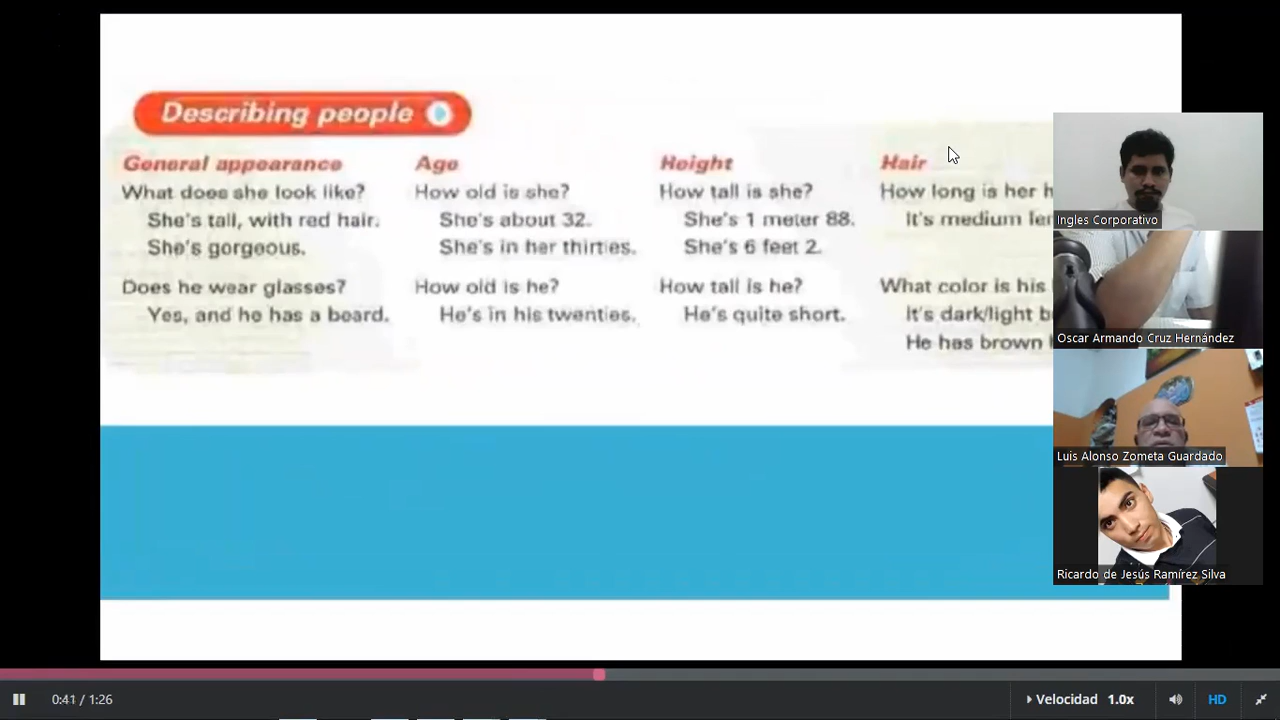 Describing people
General appearance
What does she look like?
She's tall, with red hair.
She's gorgeous.
Does he wear glasses?
Yes, and he has a beard.
Age
How old is she?
She's about 32.
She's in her thirties.
How old is he?
He's in his twenties.
Height
How tall is she?
She's 1 meter 88.
She's 6 feet 2.
How tall is he?
He's quite short.
Hair
How long is her
It's medium
What color is his
It's dark/light
He has brown
Ingles Corporativo
Oscar Armando Cruz Hernández
Luis Alonso Zometa Guardado
Ricardo de Jesús Ramírez Silva
0:41 / 1:26
Velocidad 1.0x
HD